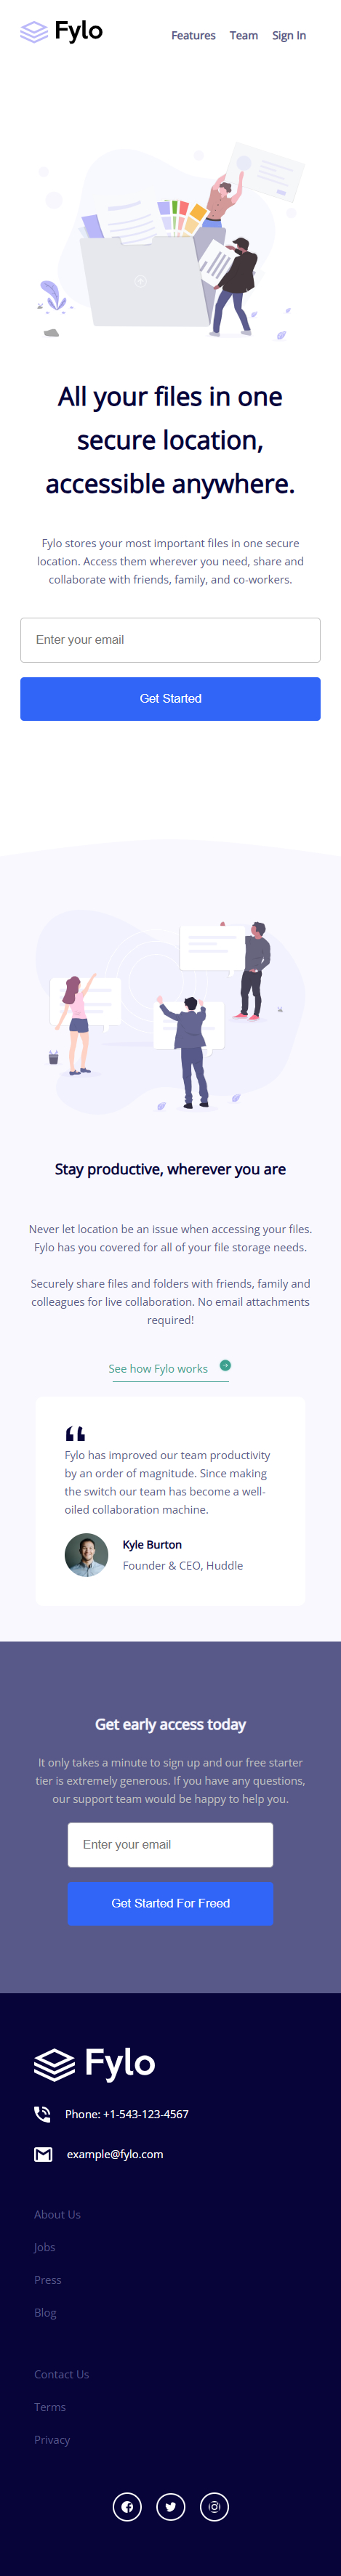 Fylo
Features Team Sign In
All your files in one
secure location,
accessible anywhere.
Fylo stores your most important files in one secure
location. Access them wherever you need, share and
collaborate with friends, family, and co-workers.
Enter your email
Get Started
Stay productive, wherever you are
Never let location be an issue when accessing your files.
Fylo has you covered for all of your file storage needs.
Securely share files and folders with friends, family and
colleagues for live collaboration. No email attachments
required!
See how Fylo works
Fylo has improved our team productivity
by an order of magnitude. Since making
the switch our team has become a well-
oiled collaboration machine.
Kyle Burton
Founder & CEO, Huddle
Get early access today
It only takes a minute to sign up and our free starter
tier is extremely generous. If you have any questions,
our support team would be happy to help you.
Enter your email
Get Started For Freed
Fylo
Phone: +1-543-123-4567
example@fylo.com
About Us
Jobs
Press
Blog
Contact Us
Terms
Privacy